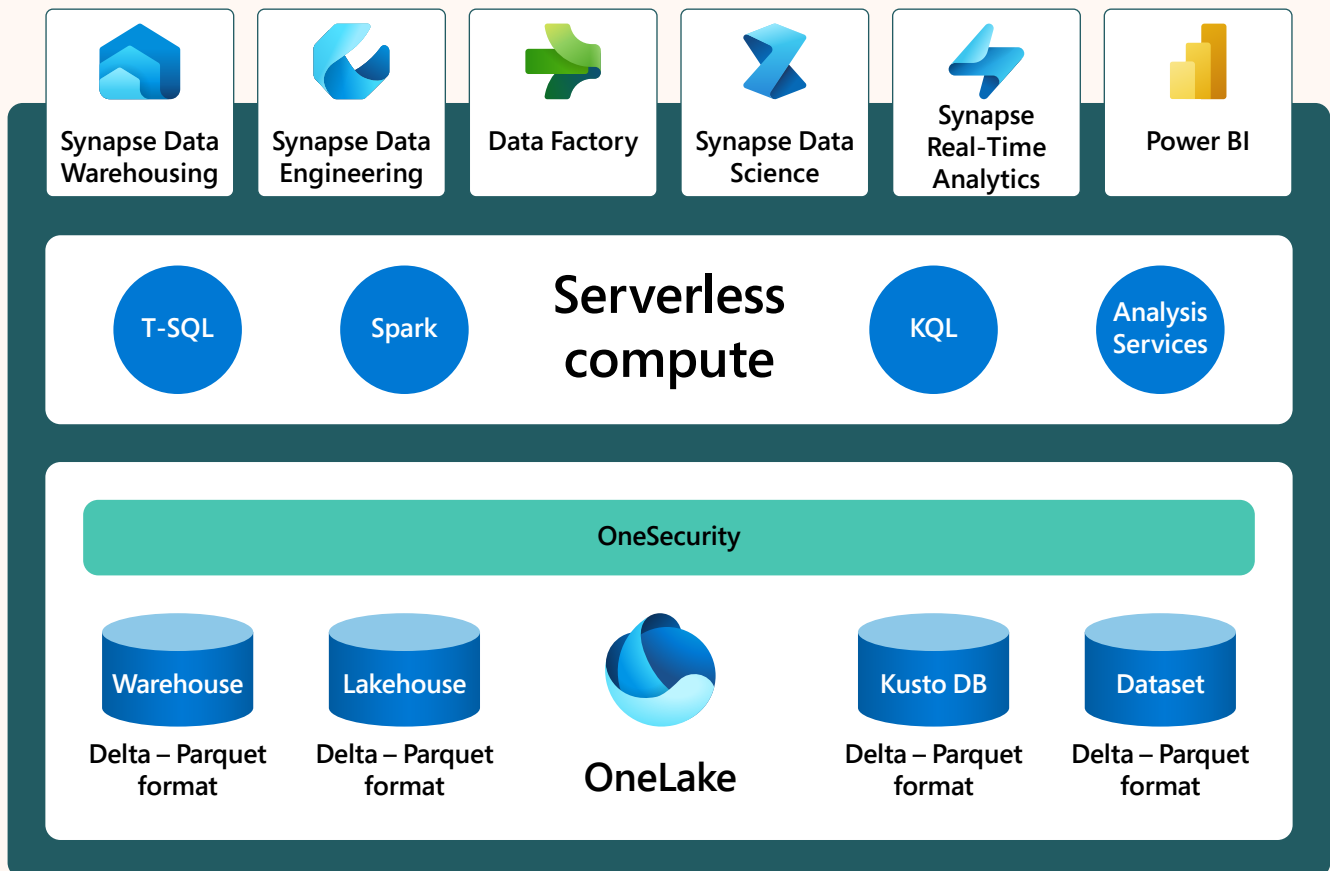 Synapse Data
Warehousing
Synapse Data
Engineering
Data Factory
Synapse Data
Science
Synapse
Real-Time
Analytics
Power BI
T-SQL
Spark
Serverless
compute
KQL
Analysis
Services
OneSecurity
Warehouse
Delta – Parquet
format
Lakehouse
Delta – Parquet
format
OneLake
Kusto DB
Delta – Parquet
format
Dataset
Delta – Parquet
format